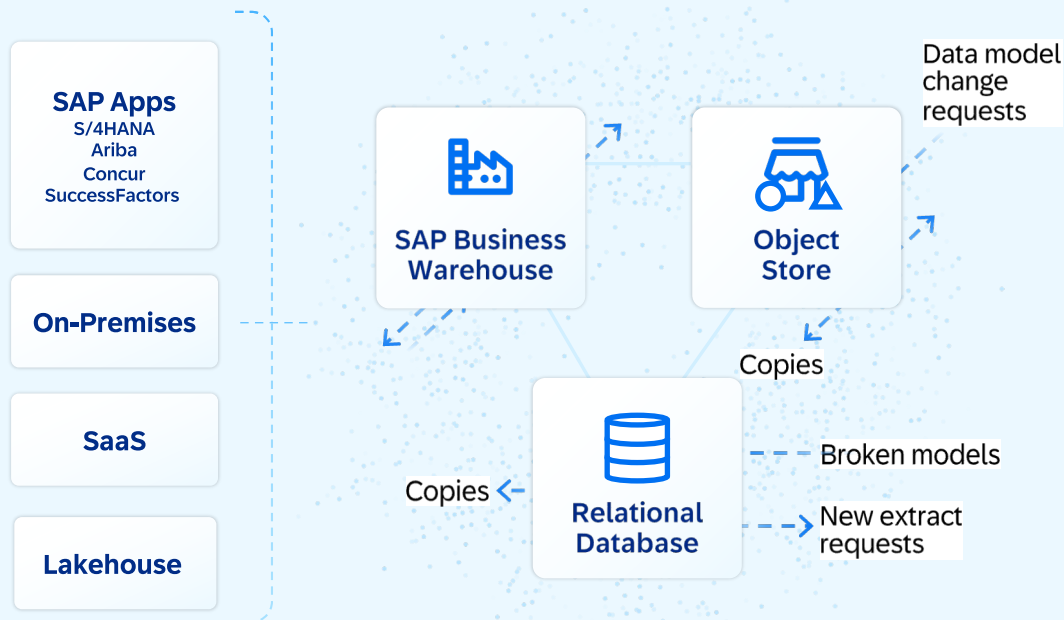 SAP Apps
S/4HANA
Ariba
Concur
SuccessFactors
On-Premises
SaaS
Lakehouse
SAP Business
Warehouse
Object
Store
Relational
Database
Data model
change
requests
Copies
Broken models
Copies
New extract
requests